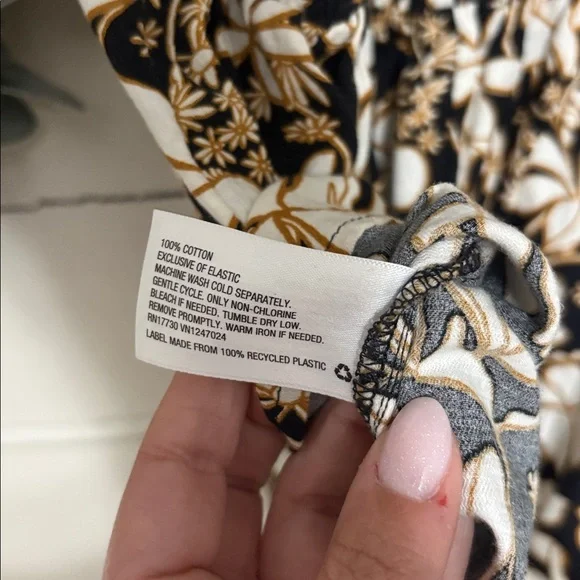 100% COTTON
EXCLUSIVE OF ELASTIC
MACHINE WASH COLD SEPARATELY.
GENTLE CYCLE. ONLY NON-CHLORINE
BLEACH IF NEEDED. TUMBLE DRY LOW.
REMOVE PROMPTLY. WARM IRON IF NEEDED.
RN17730 VN1247024
LABEL MADE FROM 100% RECYCLED PLASTIC